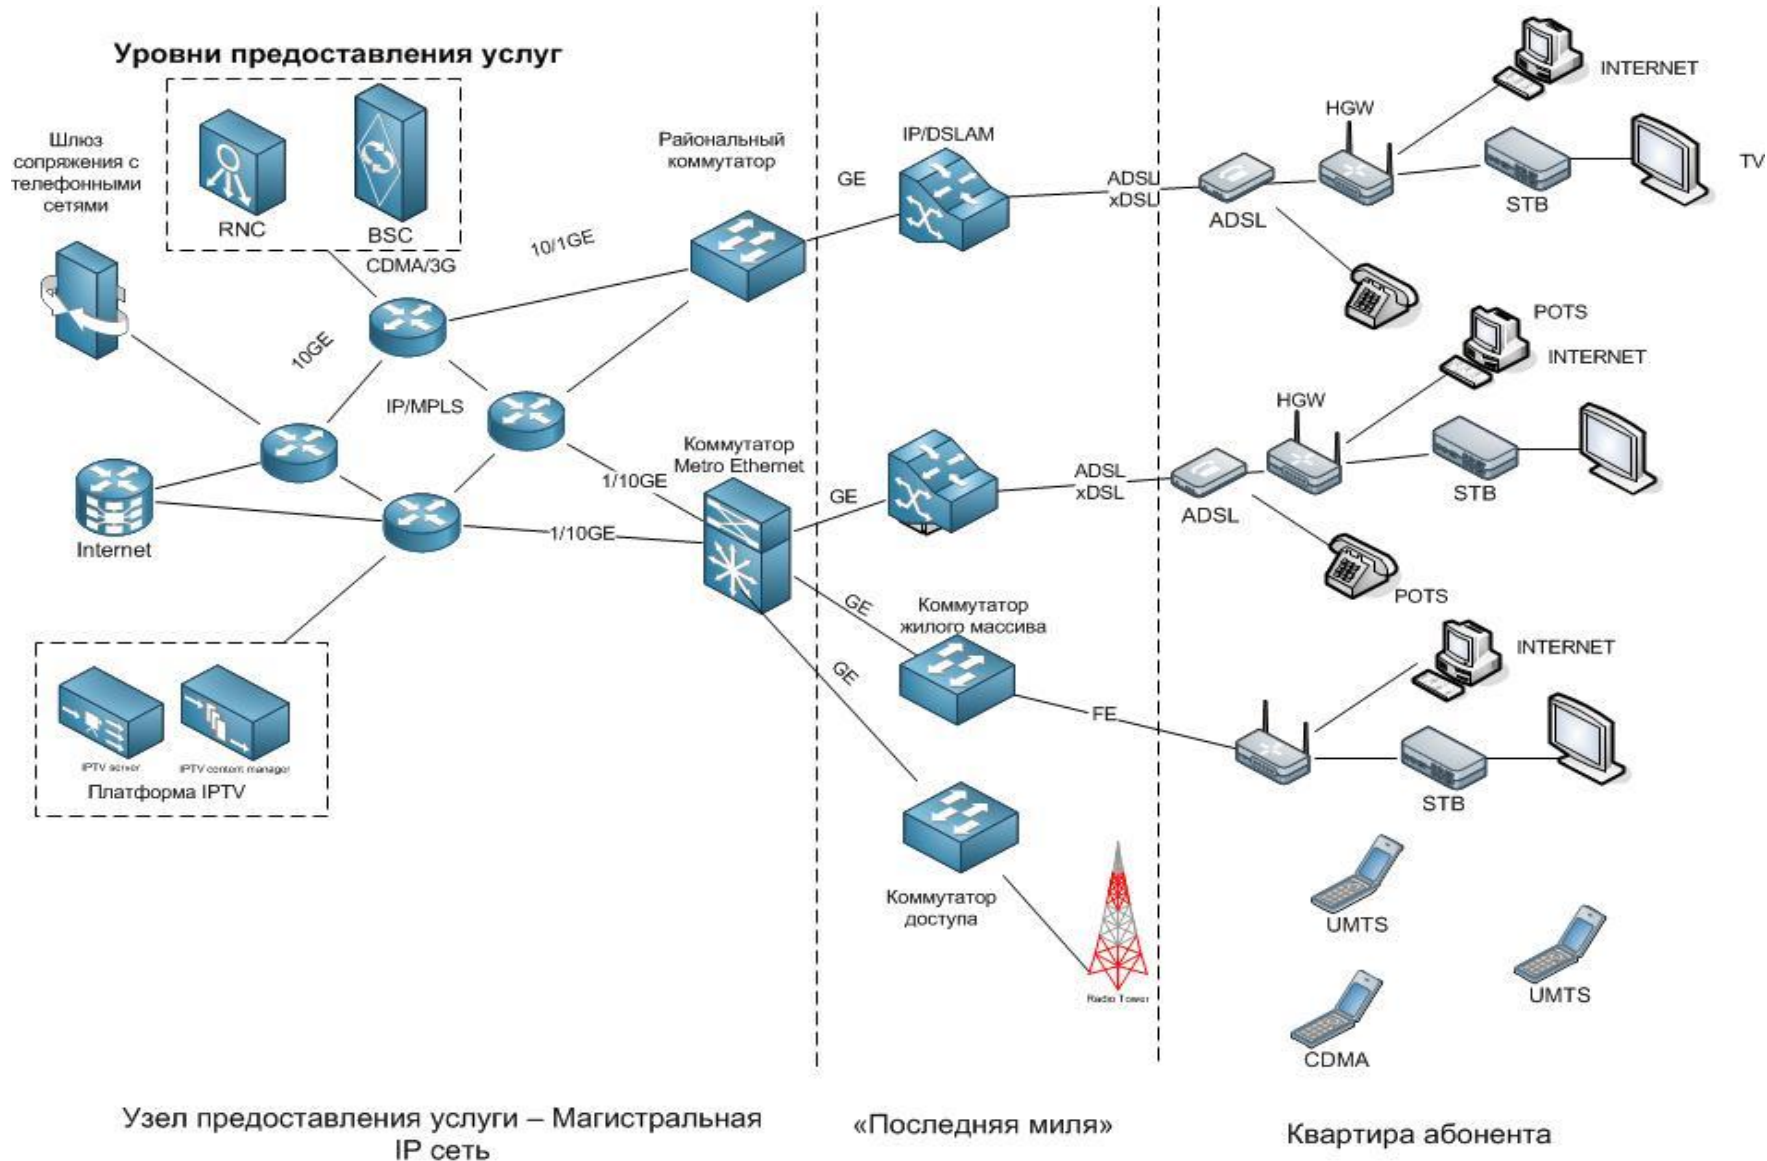 Уровни предоставления услуг
Шлюз
сопряжения с
телефонными
сетями
RNC
BSC
CDMA/3G
10GE
10/1GE
IP/MPLS
Райональный
коммутатор
Internet
1/10GE
1/10GE
Коммутатор
Metro Ethernet
IPTV server
IPTV content manager
Платформа IPTV
GE
IP/DSLAM
ADSL
xDSL
GE
ADSL
xDSL
GE
Коммутатор
жилого массива
GE
FE
Коммутатор
доступа
Radio Tower
INTERNET
HGW
TV
ADSL
STB
POTS
INTERNET
HGW
STB
ADSL
POTS
INTERNET
STB
UMTS
UMTS
CDMA
Узел предоставления услуги – Магистральная
IP сеть
«Последняя миля»
Квартира абонента